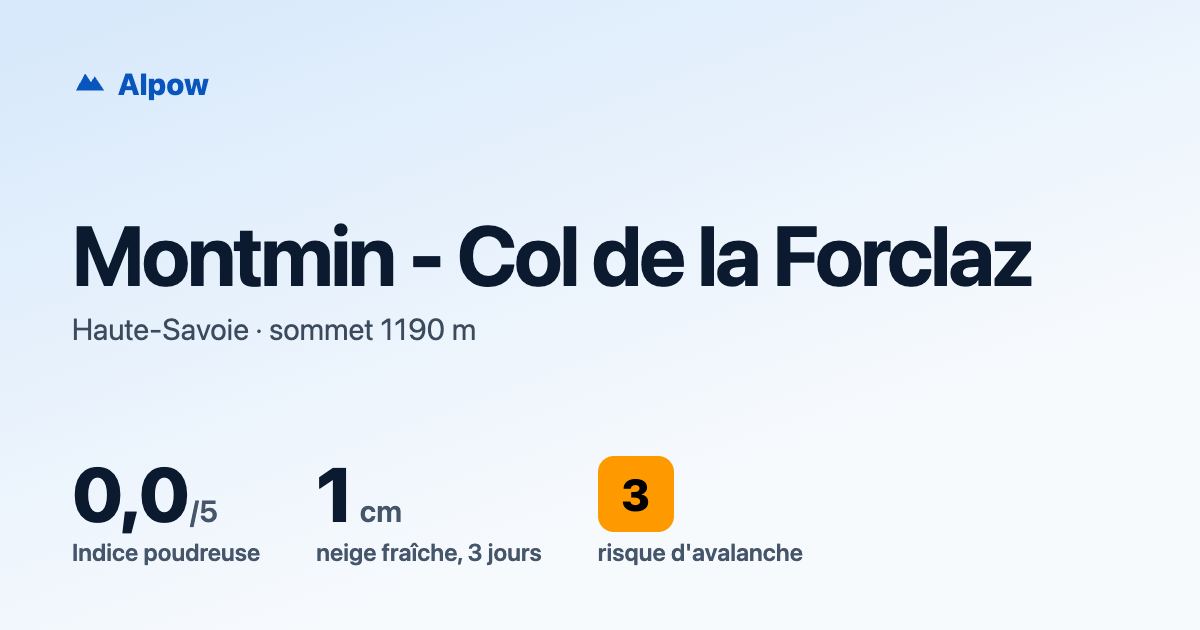 Alpow
Montmin - Col de la Forclaz
Haute-Savoie · sommet 1190 m
0,0/5
Indice poudreuse
1 cm
neige fraîche, 3 jours
3
risque d'avalanche